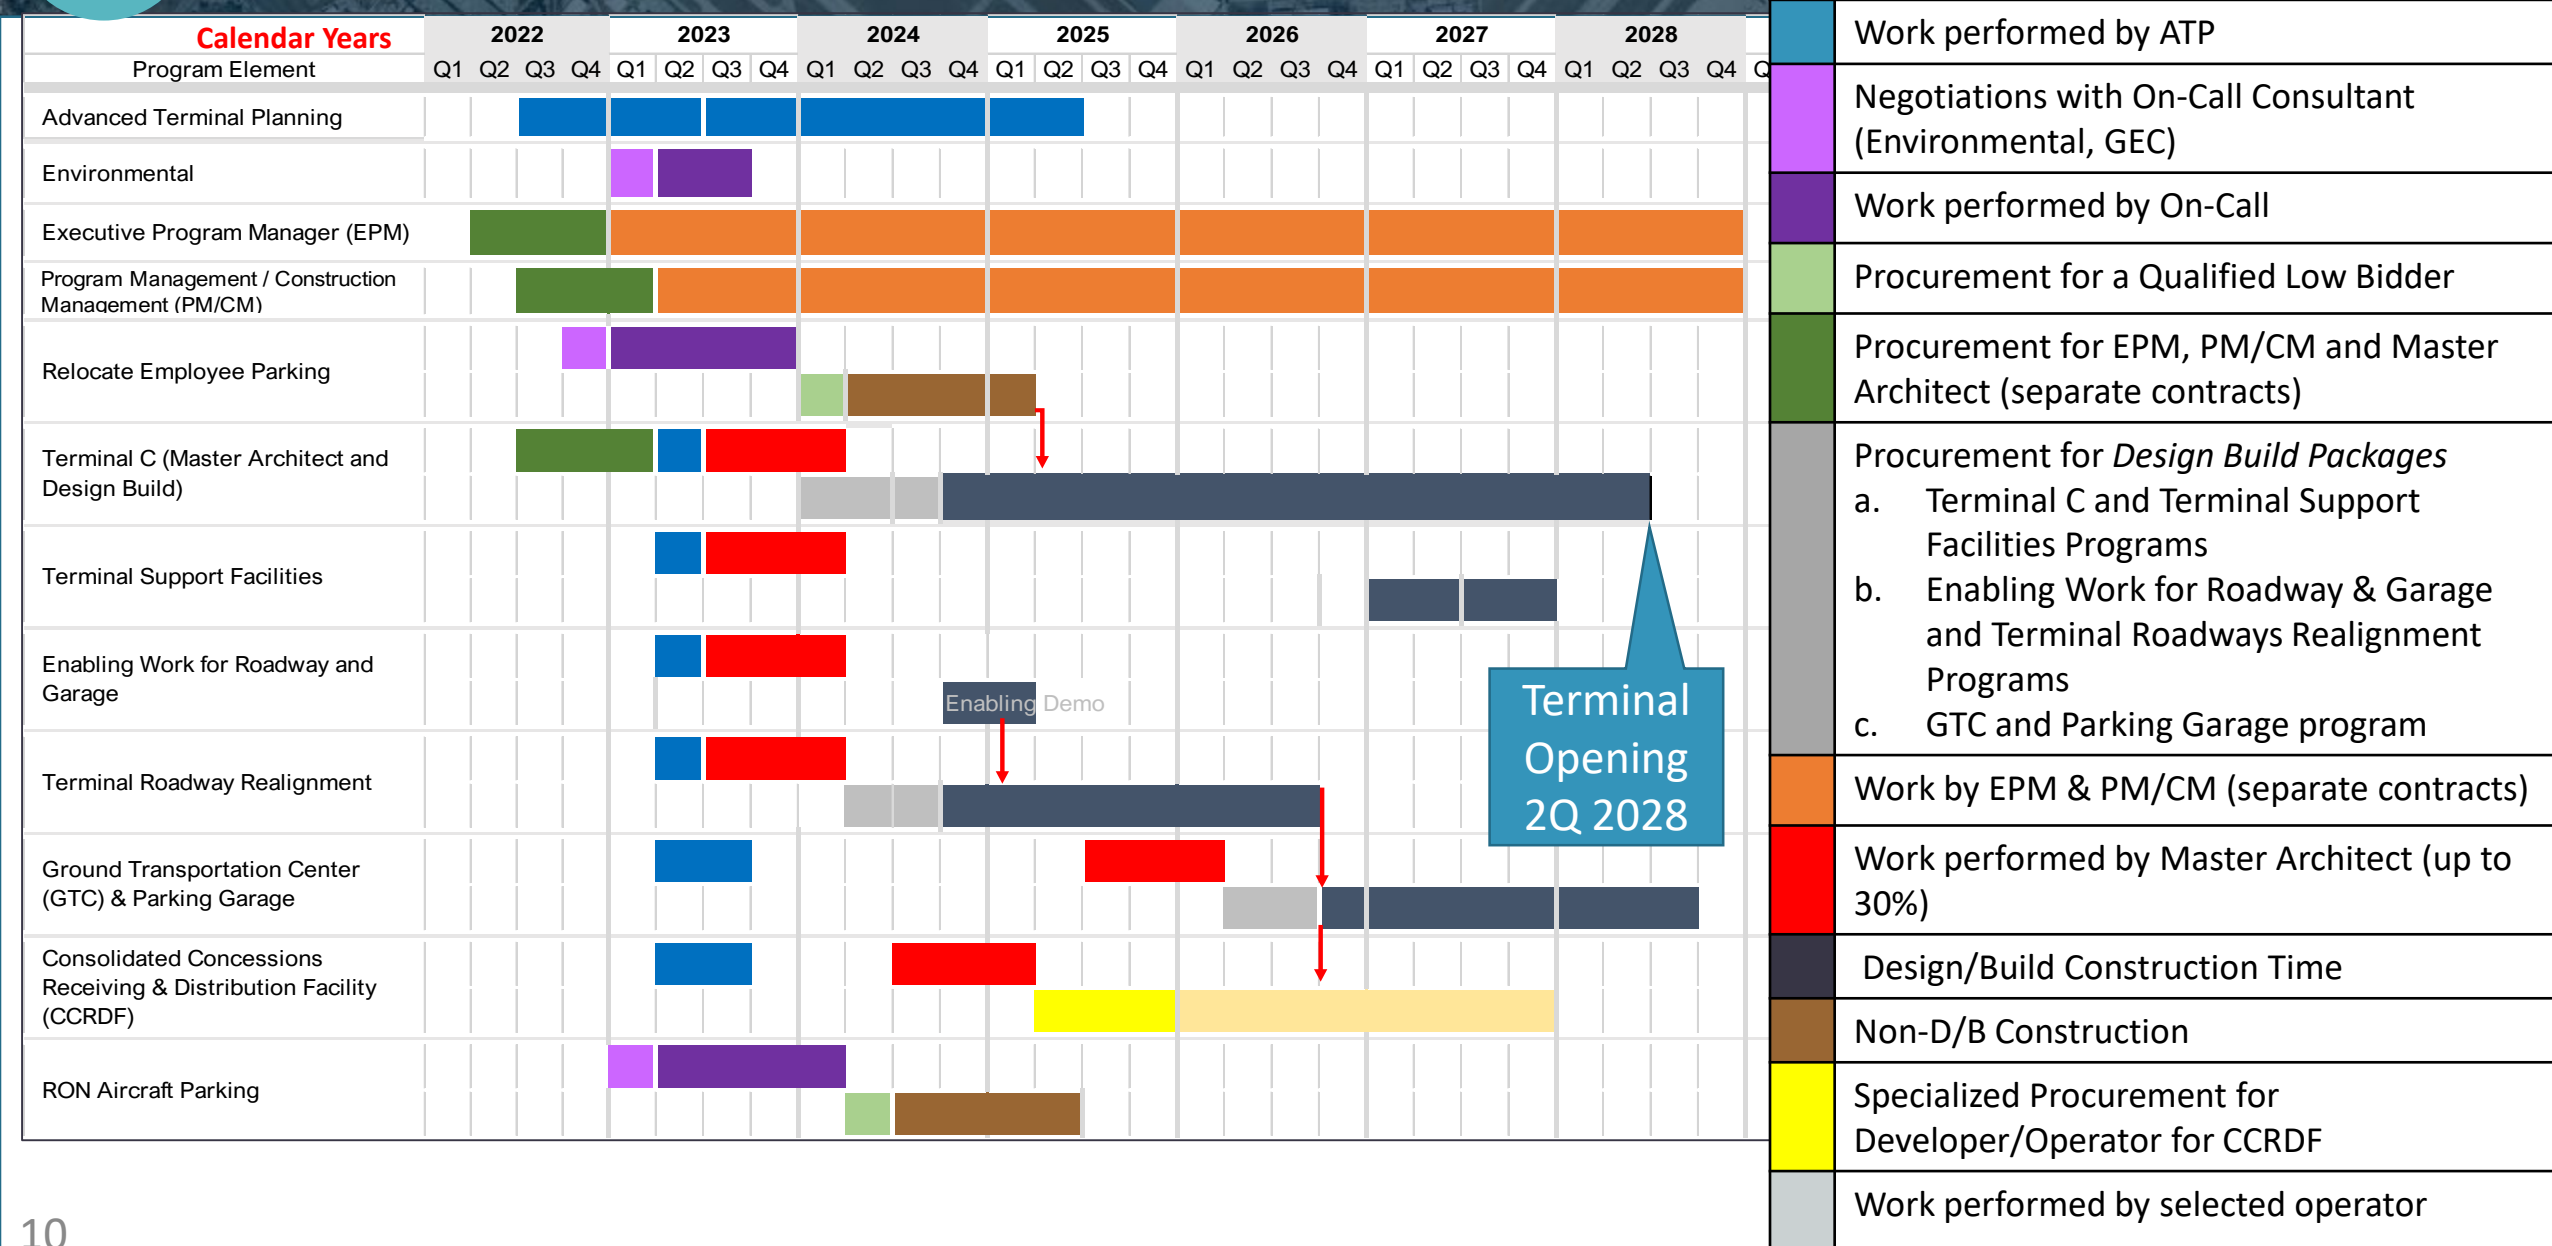 Calendar Years 2022 2023 2024 2025 2026 2027 2028
Program Element Q1 Q2 Q3 Q4 Q1 Q2 Q3 Q4 Q1 Q2 Q3 Q4 Q1 Q2 Q3 Q4 Q1 Q2 Q3 Q4 Q1 Q2 Q3 Q4 Q1 Q2 Q3 Q4
Advanced Terminal Planning
Environmental
Executive Program Manager (EPM)
Program Management / Construction
Management (PM/CM)
Relocate Employee Parking
Terminal C (Master Architect and
Design Build)
Terminal Support Facilities
Enabling Work for Roadway and
Garage
Enabling Demo
Terminal Roadway Realignment
Ground Transportation Center
(GTC) & Parking Garage
Consolidated Concessions
Receiving & Distribution Facility
(CCRDF)
RON Aircraft Parking
Terminal
Opening
2Q 2028
Work performed by ATP
Negotiations with On-Call Consultant
(Environmental, GEC)
Work performed by On-Call
Procurement for a Qualified Low Bidder
Procurement for EPM, PM/CM and Master
Architect (separate contracts)
Procurement for Design Build Packages
a. Terminal C and Terminal Support
Facilities Programs
b. Enabling Work for Roadway & Garage
and Terminal Roadways Realignment
Programs
c. GTC and Parking Garage program
Work by EPM & PM/CM (separate contracts)
Work performed by Master Architect (up to
30%)
Design/Build Construction Time
Non-D/B Construction
Specialized Procurement for
Developer/Operator for CCRDF
Work performed by selected operator
10